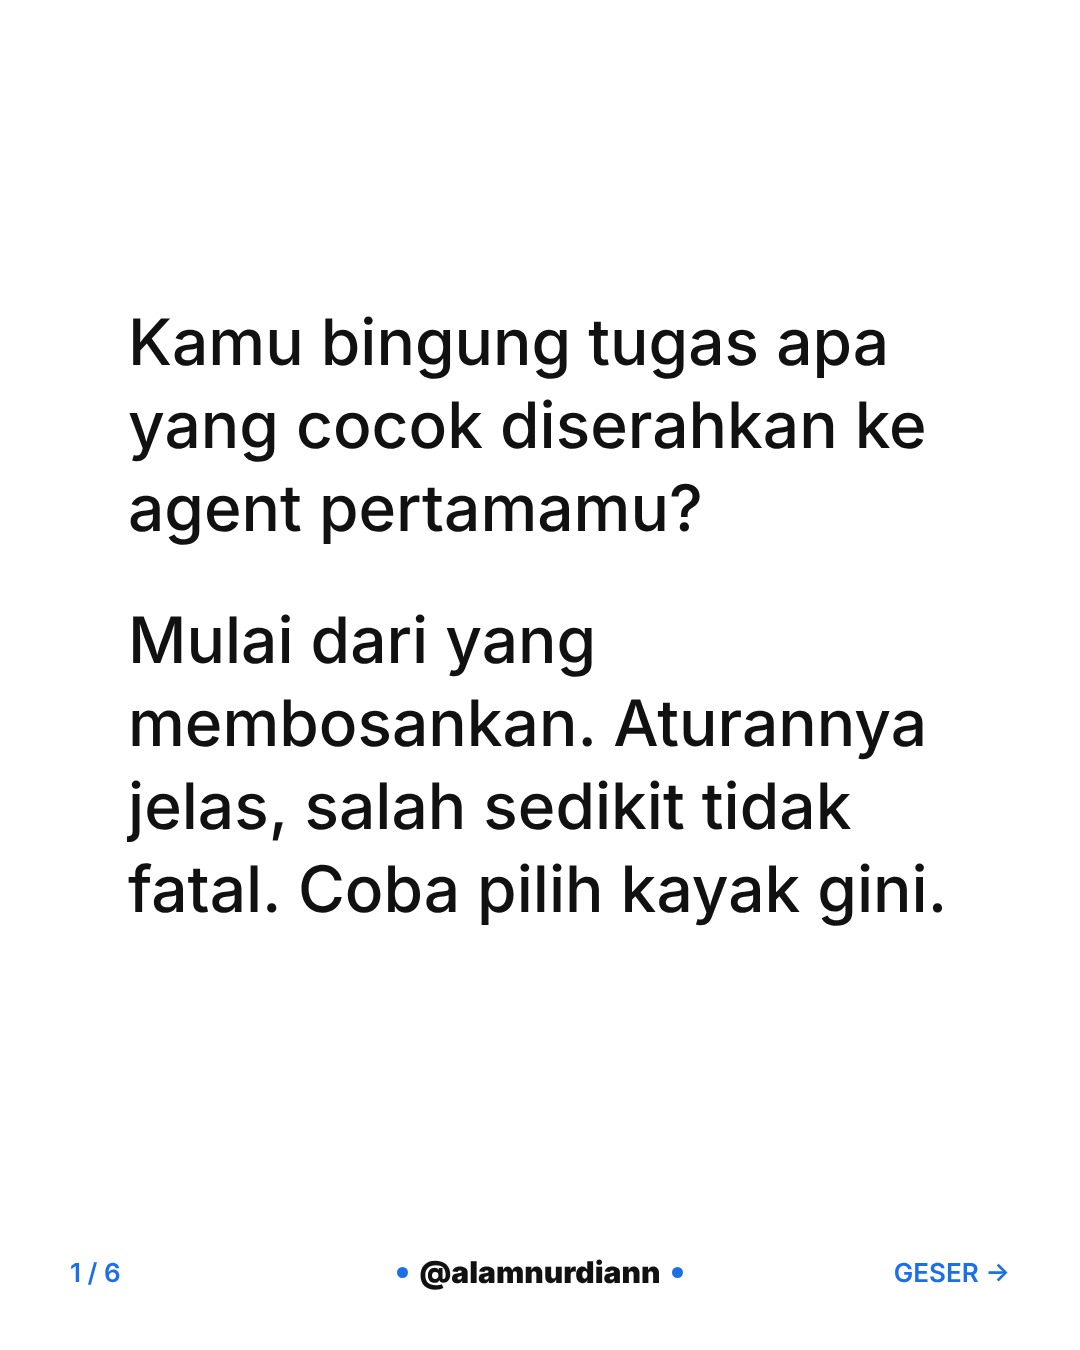 Kamu bingung tugas apa
yang cocok diserahkan ke
agent pertamamu?
Mulai dari yang
membosankan. Aturannya
jelas, salah sedikit tidak
fatal. Coba pilih kayak gini.
1 / 6
• @alamnurdiann •
GESER →